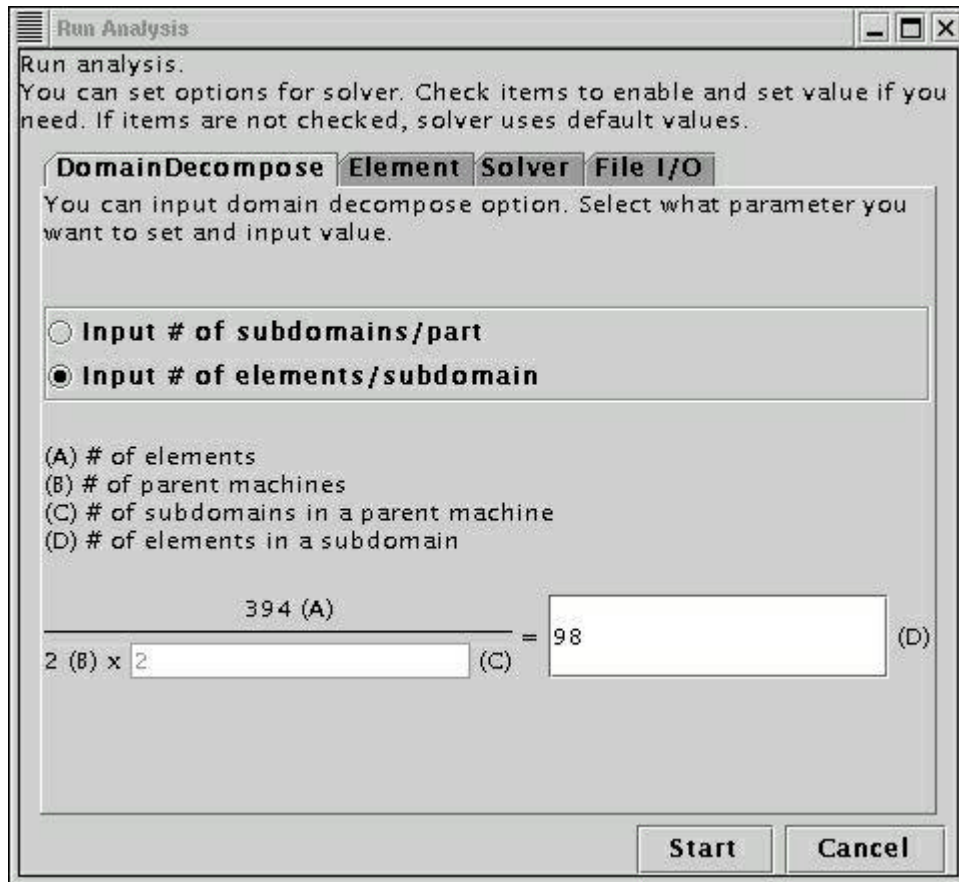 Run Analysis
Run analysis.
You can set options for solver. Check items to enable and set value if you
need. If items are not checked, solver uses default values.
DomainDecompose Element Solver File I/O
You can input domain decompose option. Select what parameter you
want to set and input value.
Input # of subdomains/part
Input # of elements/subdomain
(A) # of elements
(B) # of parent machines
(C) # of subdomains in a parent machine
(D) # of elements in a subdomain
394 (A)
2 (B) x 2 (C) = 98 (D)
Start Cancel